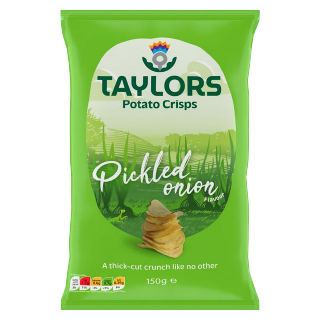 TAYLORS
Potato Crisps
Pickled
onion
Flavour
A thick-cut crunch like no other
150g ℮